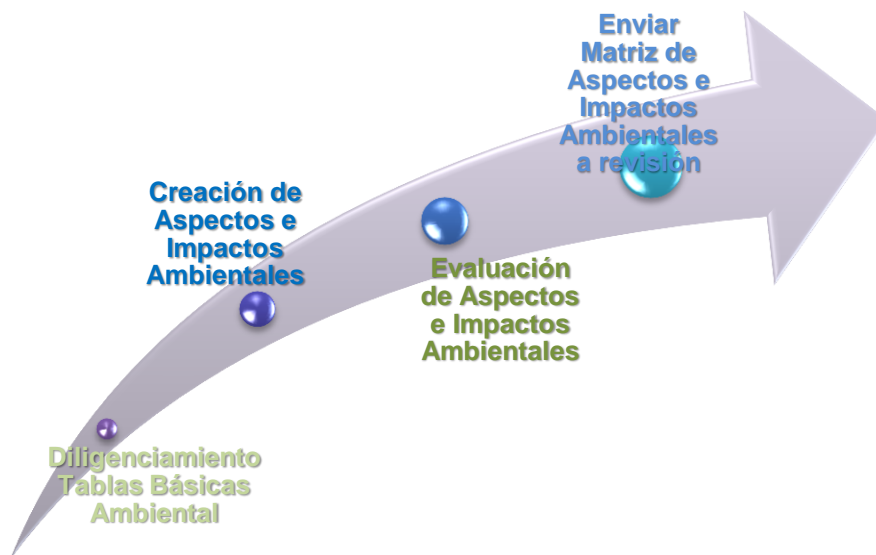 Enviar
Matriz de
Aspectos e
Impactos
Ambientales
a revisión
Creación de
Aspectos e
Impactos
Ambientales
Evaluación
de Aspectos
e Impactos
Ambientales
Diligenciamiento
Tablas Básicas
Ambiental